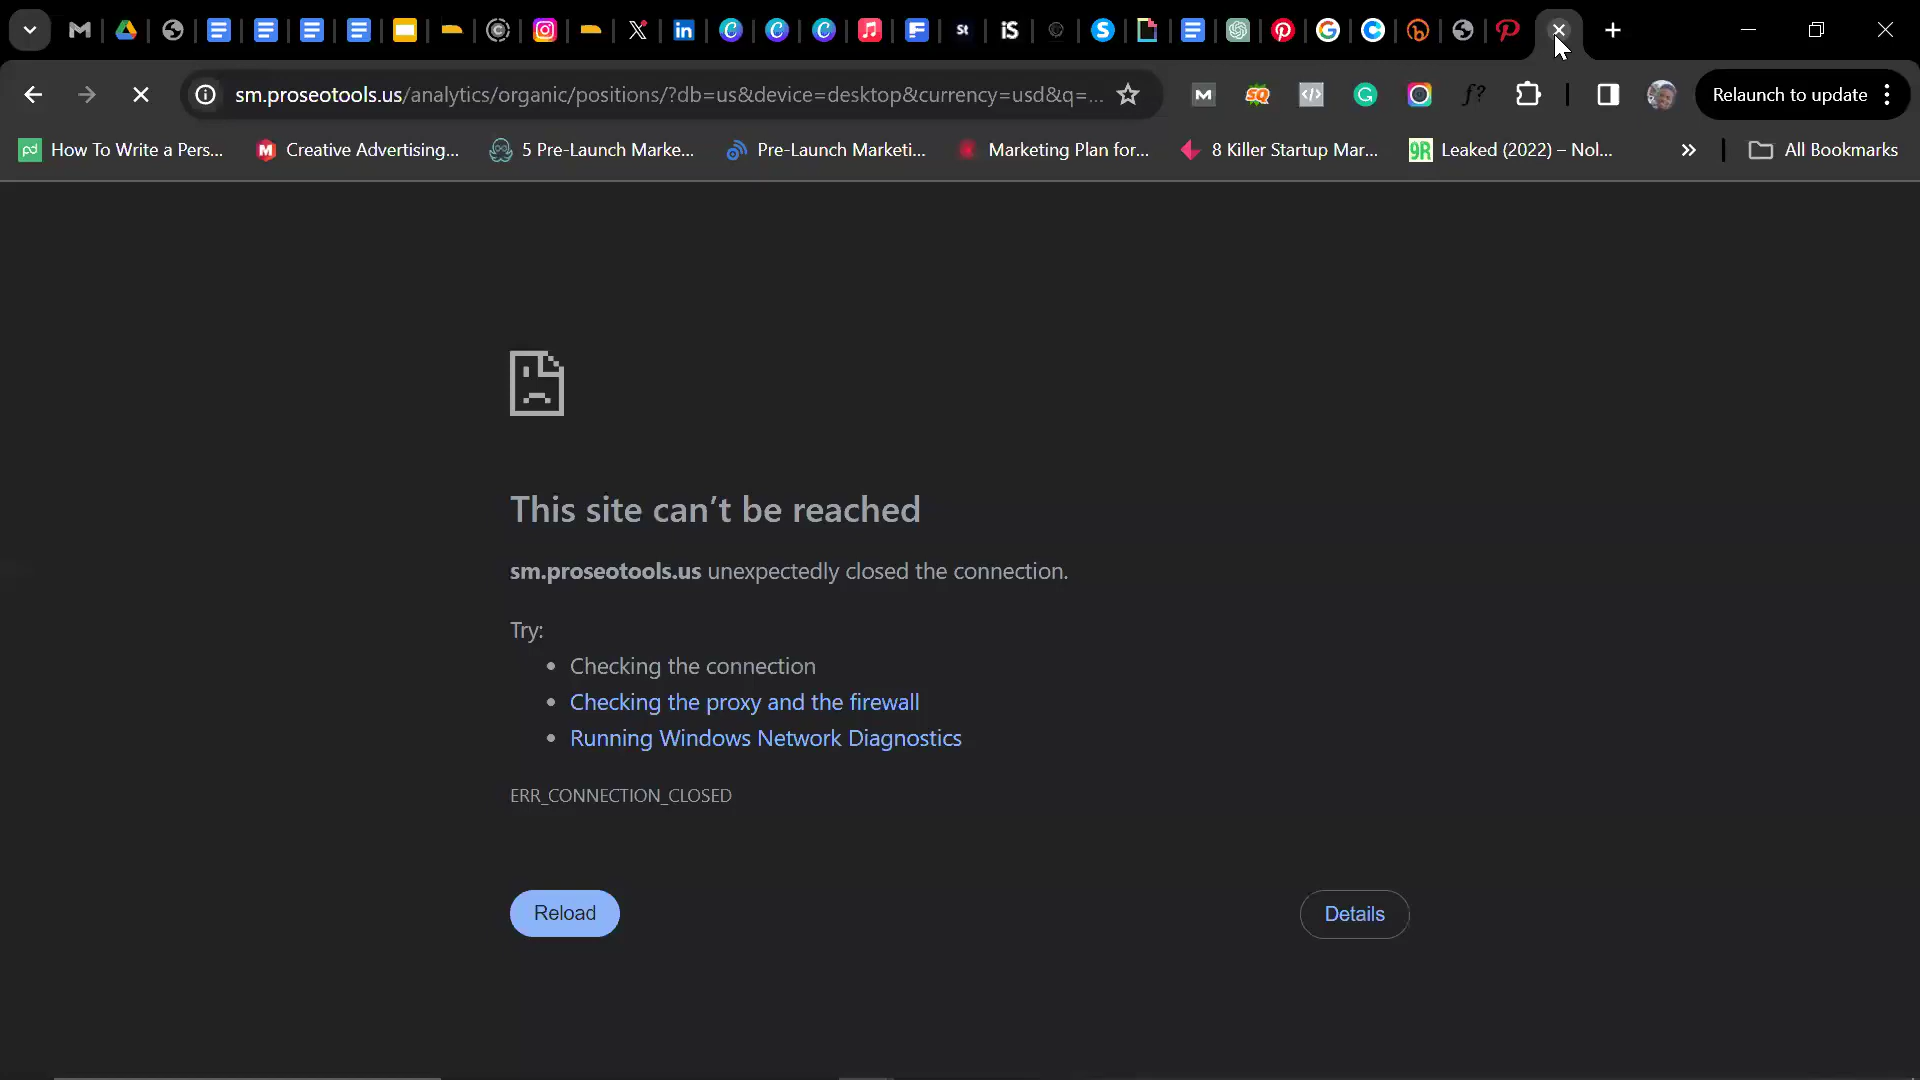 sm.proseotools.us/analytics/organic/positions/?db=us&device=desktop&currency=usd&q=...
Relaunch to update
How To Write a Pers...
Creative Advertising...
5 Pre-Launch Marke...
Pre-Launch Marketi...
Marketing Plan for...
8 Killer Startup Mar...
Leaked (2022) – Nol...
All Bookmarks
This site can’t be reached
sm.proseotools.us unexpectedly closed the connection.
Try:
• Checking the connection
• Checking the proxy and the firewall
• Running Windows Network Diagnostics
ERR_CONNECTION_CLOSED
Reload
Details